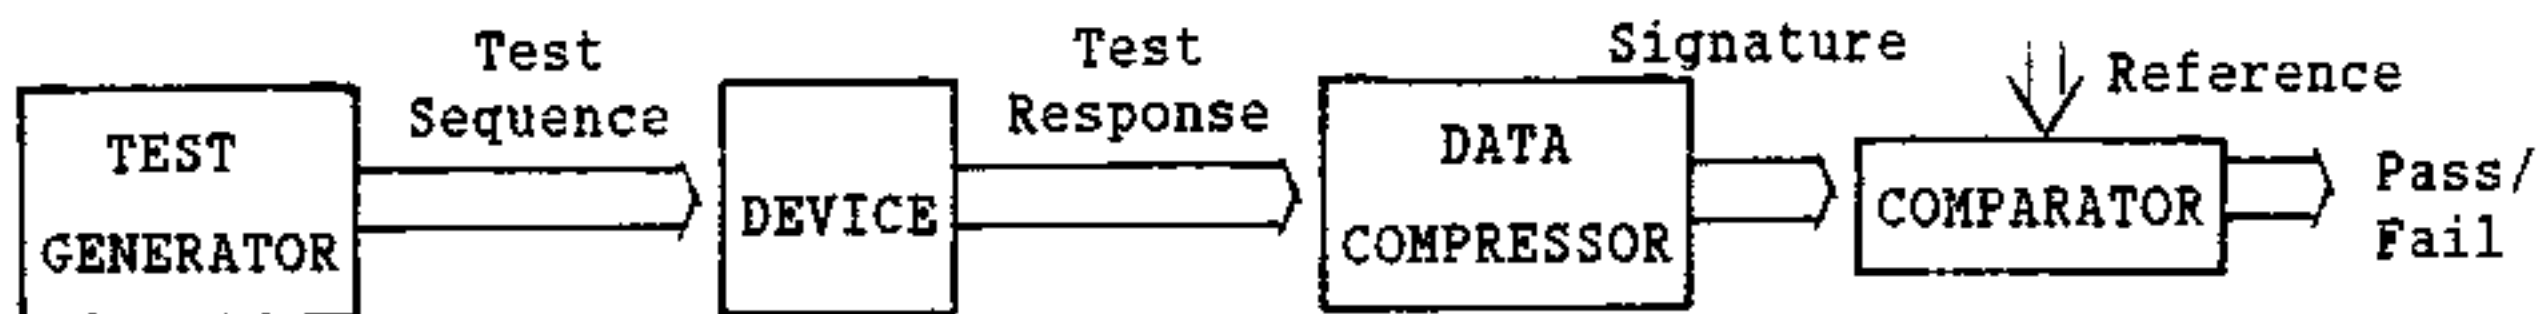 TEST
GENERATOR
Test
Sequence
DEVICE
Test
Response
DATA
COMPRESSOR
Signature
COMPARATOR
Reference
Pass/
Fail